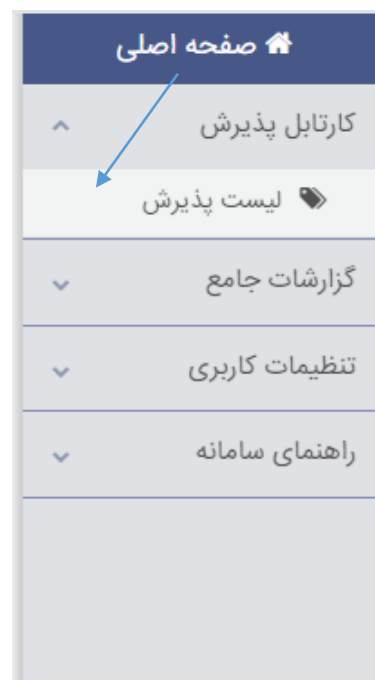 صفحه اصلی
کارتابل پذیرش
لیست پذیرش
گزارشات جامع
تنظیمات کاربری
راهنمای سامانه